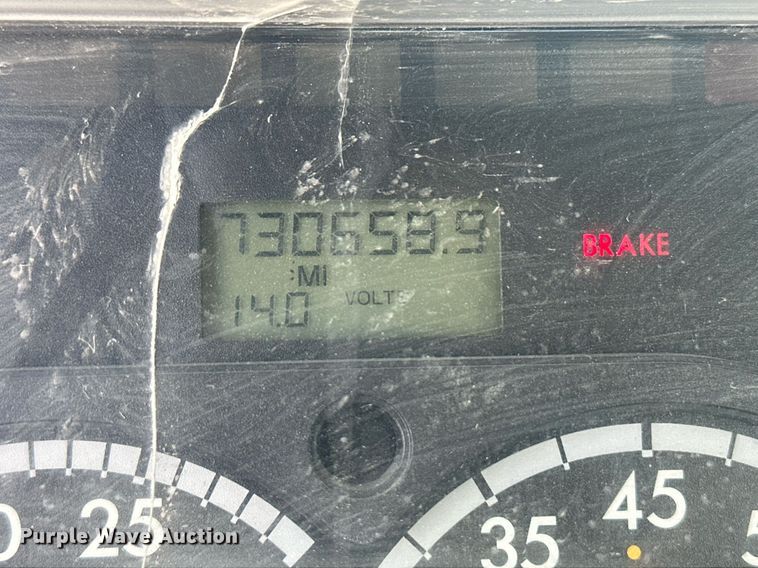 730658.9
BRAKE
:MI
14.0 VOLTS
25
35
45
Purple Wave Auction